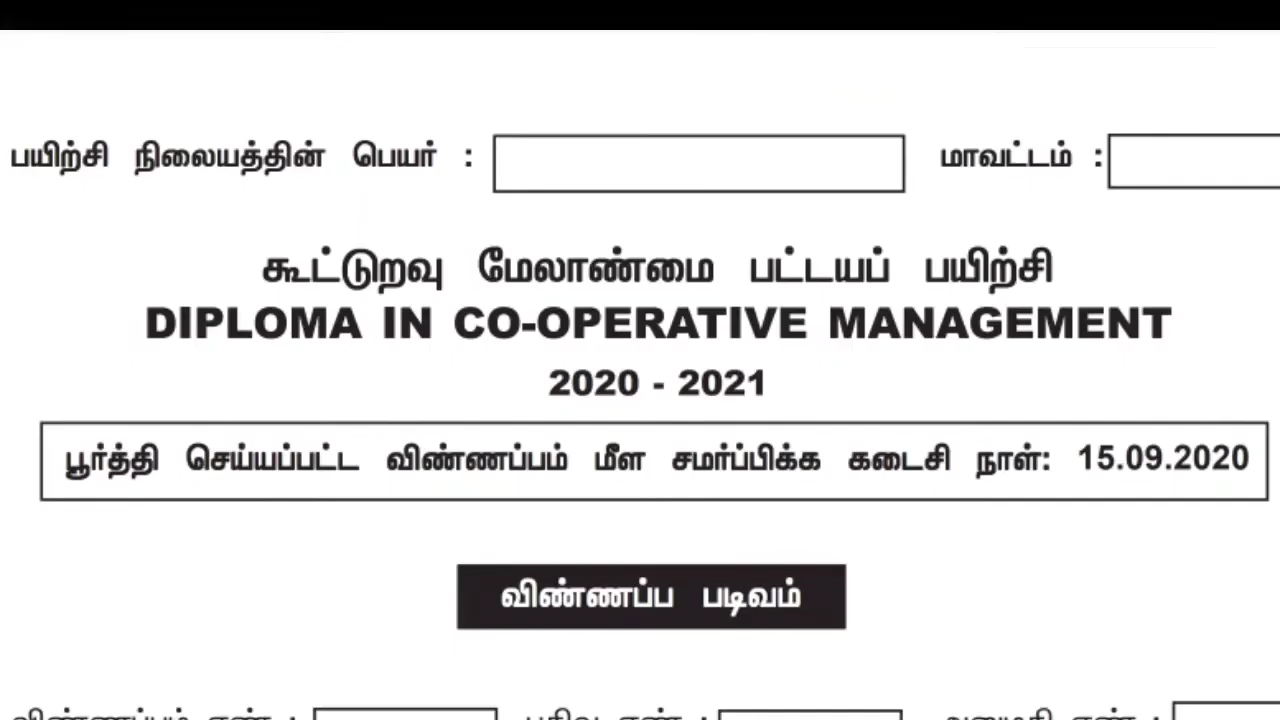 பயிற்சி நிலையத்தின் பெயர் : மாவட்டம் :
கூட்டுறவு மேலாண்மை பட்டயப் பயிற்சி
DIPLOMA IN CO-OPERATIVE MANAGEMENT
2020 - 2021
பூர்த்தி செய்யப்பட்ட விண்ணப்பம் மீள சமர்ப்பிக்க கடைசி நாள்: 15.09.2020
விண்ணப்ப படிவம்